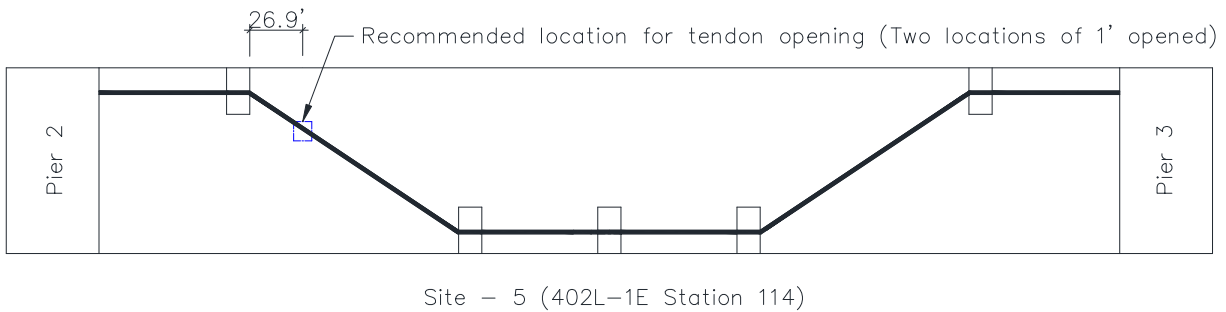 26.9'
Recommended location for tendon opening (Two locations of 1' opened)
Pier 2
Pier 3
Site - 5 (402L-1E Station 114)